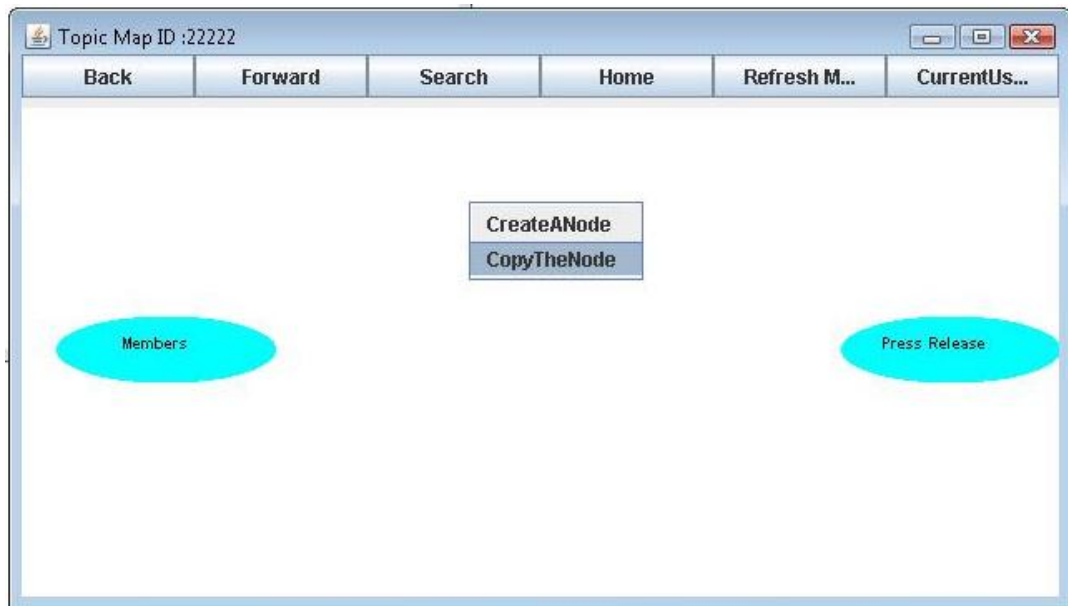 Topic Map ID :22222
Back Forward Search Home Refresh M... CurrentUs...
CreateANode
CopyTheNode
Members Press Release